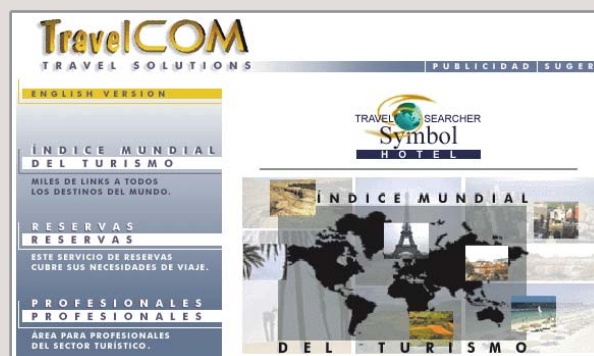 TravelCOM
TRAVEL SOLUTIONS
PUBLICIDAD | SUGER
ENGLISH VERSION
TRAVEL SEARCHER
Symbol
HOTEL
ÍNDICE MUNDIAL
DEL TURISMO
MILES DE LINKS A TODOS
LOS DESTINOS DEL MUNDO.
RESERVAS
RESERVAS
ESTE SERVICIO DE RESERVAS
CUBRE SUS NECESIDADES DE VIAJE.
PROFESIONALES
PROFESIONALES
ÁREA PARA PROFESIONALES
DEL SECTOR TURÍSTICO.
ÍNDICE MUNDIAL
DEL TURISMO